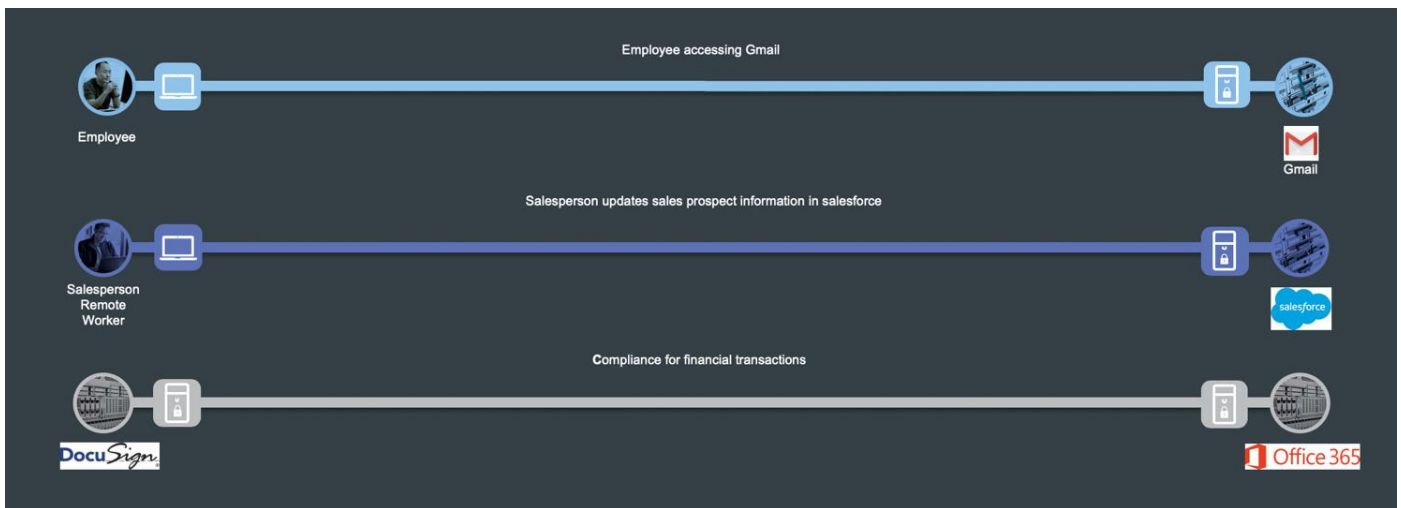 Employee accessing Gmail
Employee
Gmail
Salesperson updates sales prospect information in salesforce
Salesperson
Remote
Worker
salesforce
Compliance for financial transactions
DocuSign
Office 365